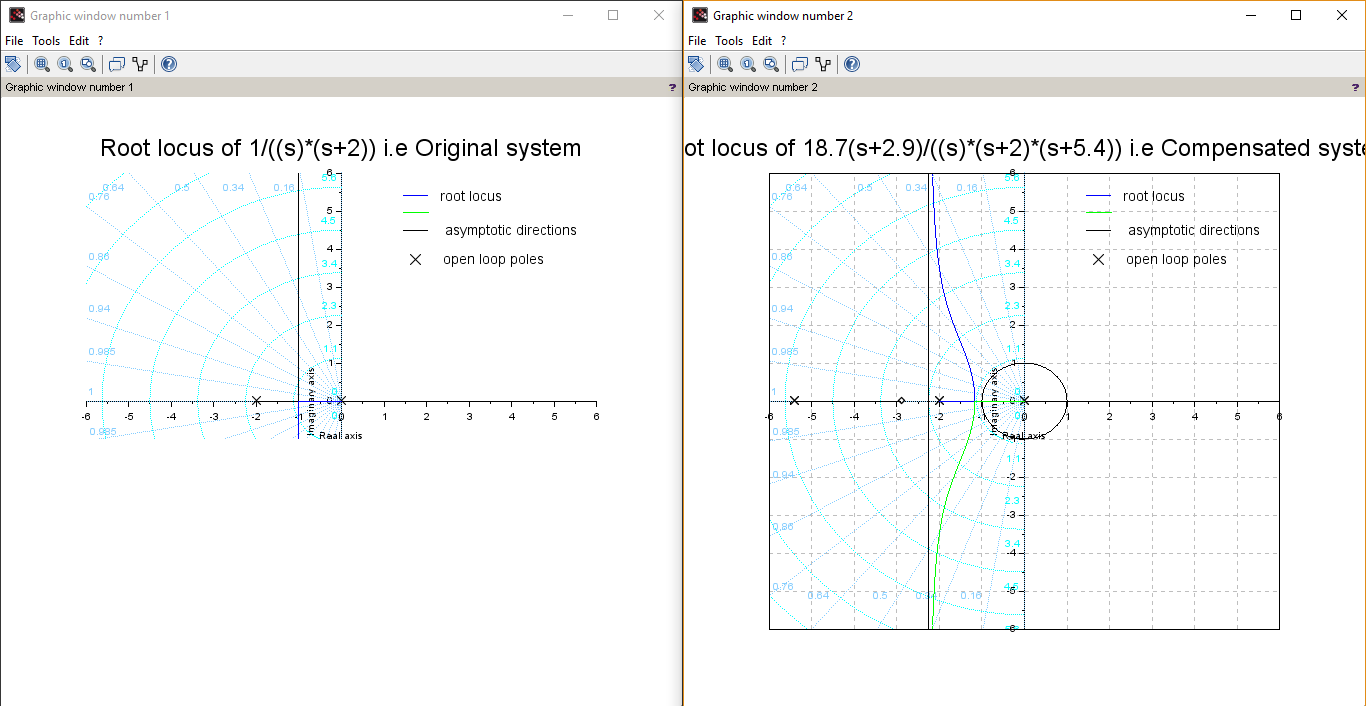 Graphic window number 1
File Tools Edit ?
Graphic window number 1 ?
Root locus of 1/((s)*(s+2)) i.e Original system
0.64 0.5 0.34 0.16 5.6 6
0.76
5
4.5
root locus
asymptotic directions
open loop poles
0.86 4
3.4
3
0.94 2.3
2
0.985 1.1
1
1 0
0
-6 -5 -4 -3 -2 -1 0 1 2 3 4 5 6
0.985
Imaginary axis
Real axis
Graphic window number 2
File Tools Edit ?
Graphic window number 2 ?
ot locus of 18.7(s+2.9)/((s)*(s+2)*(s+5.4)) i.e Compensated syste
0.64 0.5 0.34 0.16 5.6 6
0.76
5
4.5
root locus
asymptotic directions
open loop poles
0.86 4
3.4
3
0.94 2.3
2
0.985 1.1
1
1 0
0
-6 -5 -4 -3 -2 -1 0 1 2 3 4 5 6
0.985
Imaginary axis
Real axis
1.1
0.94 -2
2.3
-3
0.86 3.4
-4
0.76 4.5
-5
0.64 0.5 0.34 0.16
-6